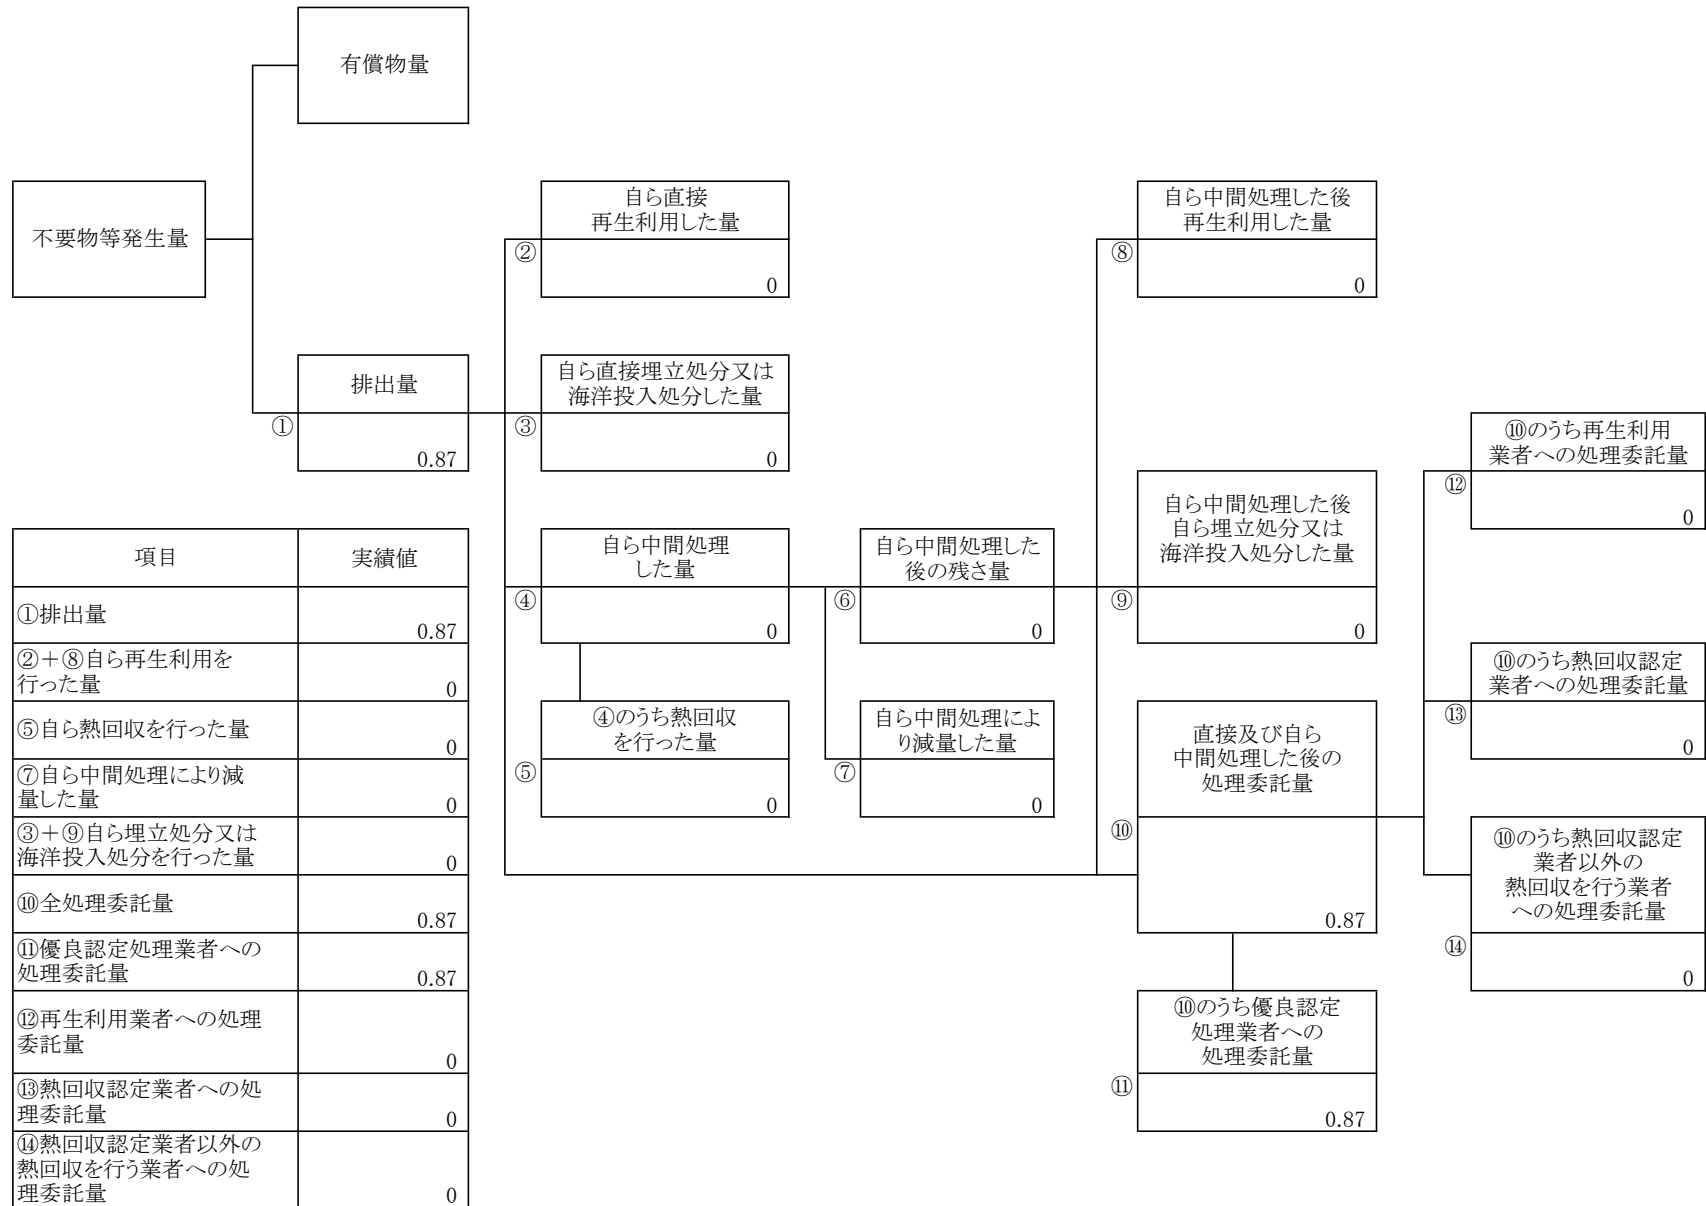 有償物量
不要物等発生量
自ら直接
再生利用した量
②
0
自ら中間処理した後
再生利用した量
⑧
0
排出量
①
0.87
自ら直接埋立処分又は
海洋投入処分した量
③
0
⑩のうち再生利用
業者への処理委託量
⑫
0
自ら中間処理
した量
④
0
自ら中間処理した
後の残さ量
⑥
0
自ら中間処理した後
自ら埋立処分又は
海洋投入処分した量
⑨
0
⑩のうち熱回収認定
業者への処理委託量
⑬
0
④のうち熱回収
を行った量
⑤
0
自ら中間処理によ
り減量した量
⑦
0
直接及び自ら
中間処理した後の
処理委託量
⑩
0.87
⑩のうち熱回収認定
業者以外の
熱回収を行う業者
への処理委託量
⑭
0
⑩のうち優良認定
処理業者への
処理委託量
⑪
0.87
項目 実績値
①排出量 0.87
②+⑧自ら再生利用を
行った量 0
⑤自ら熱回収を行った量 0
⑦自ら中間処理により減
量した量 0
③+⑨自ら埋立処分又は
海洋投入処分を行った量 0
⑩全処理委託量 0.87
⑪優良認定処理業者への
処理委託量 0.87
⑫再生利用業者への処理
委託量 0
⑬熱回収認定業者への処
理委託量 0
⑭熱回収認定業者以外の
熱回収を行う業者への処
理委託量 0